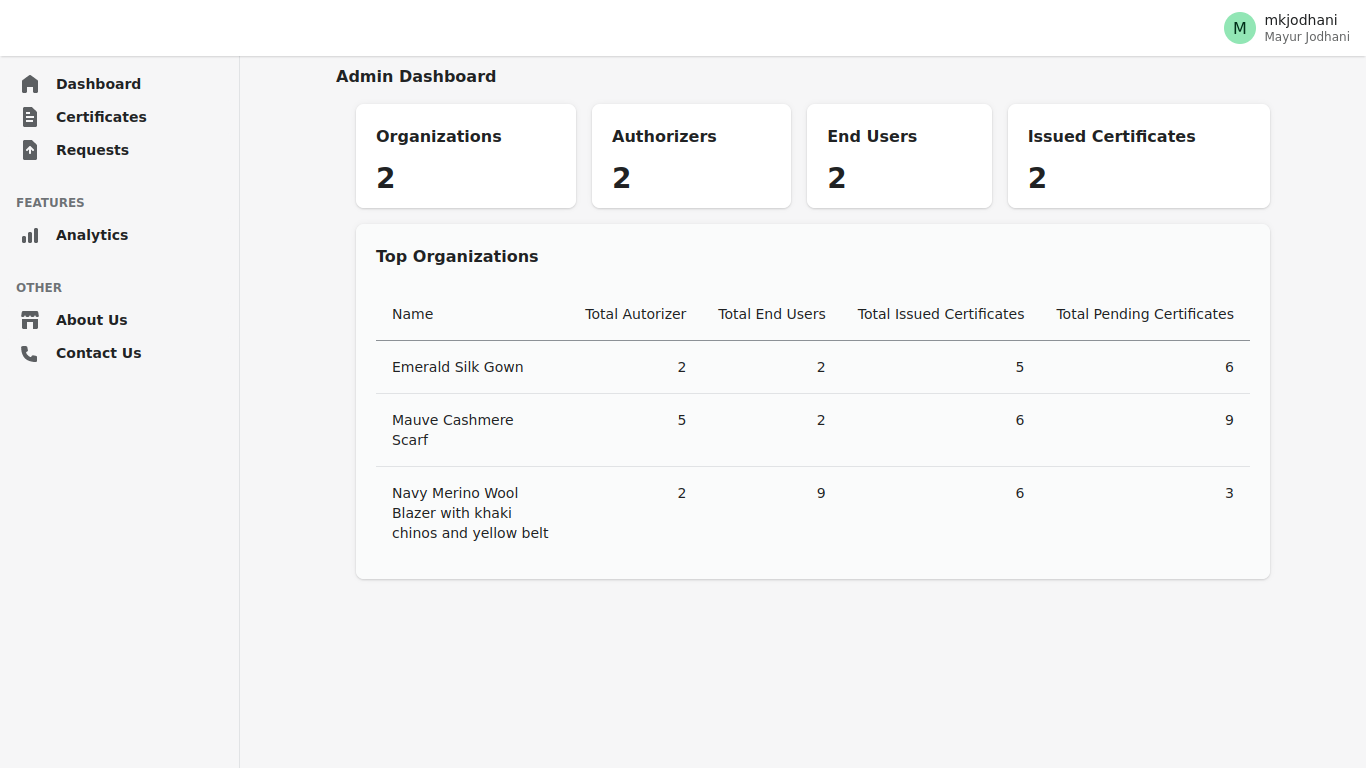 M
mkjodhani
Mayur Jodhani
Dashboard
Certificates
Requests
FEATURES
Analytics
OTHER
About Us
Contact Us
Admin Dashboard
Organizations
2
Authorizers
2
End Users
2
Issued Certificates
2
Top Organizations
Name Total Autorizer Total End Users Total Issued Certificates Total Pending Certificates
Emerald Silk Gown 2 2 5 6
Mauve Cashmere 5 2 6 9
Scarf
Navy Merino Wool 2 9 6 3
Blazer with khaki
chinos and yellow belt